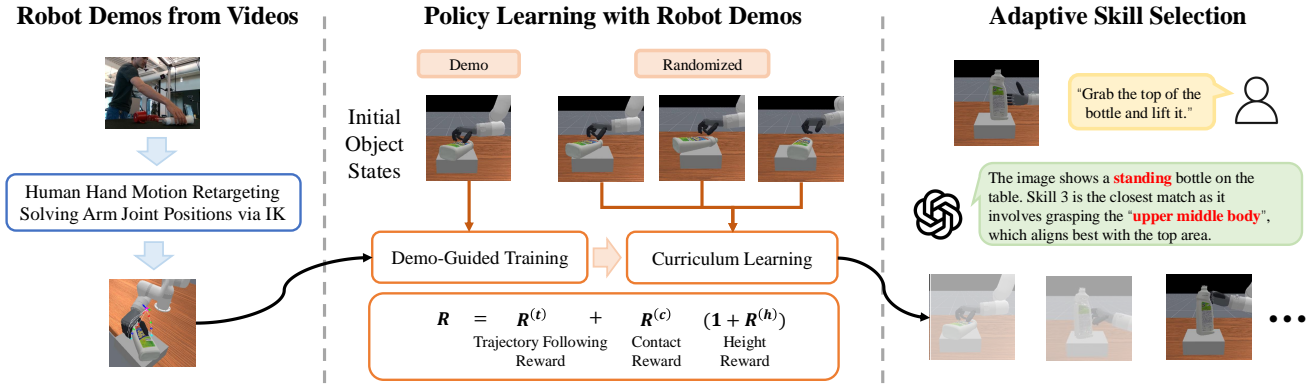 Robot Demos from Videos
Human Hand Motion Retargeting
Solving Arm Joint Positions via IK
Policy Learning with Robot Demos
Demo
Randomized
Initial
Object
States
Demo-Guided Training
Curriculum Learning
R = R^(t) + R^(c) (1 + R^(h))
Trajectory Following
Reward
Contact
Reward
Height
Reward
Adaptive Skill Selection
"Grab the top of the
bottle and lift it."
The image shows a standing bottle on the
table. Skill 3 is the closest match as it
involves grasping the "upper middle body",
which aligns best with the top area.